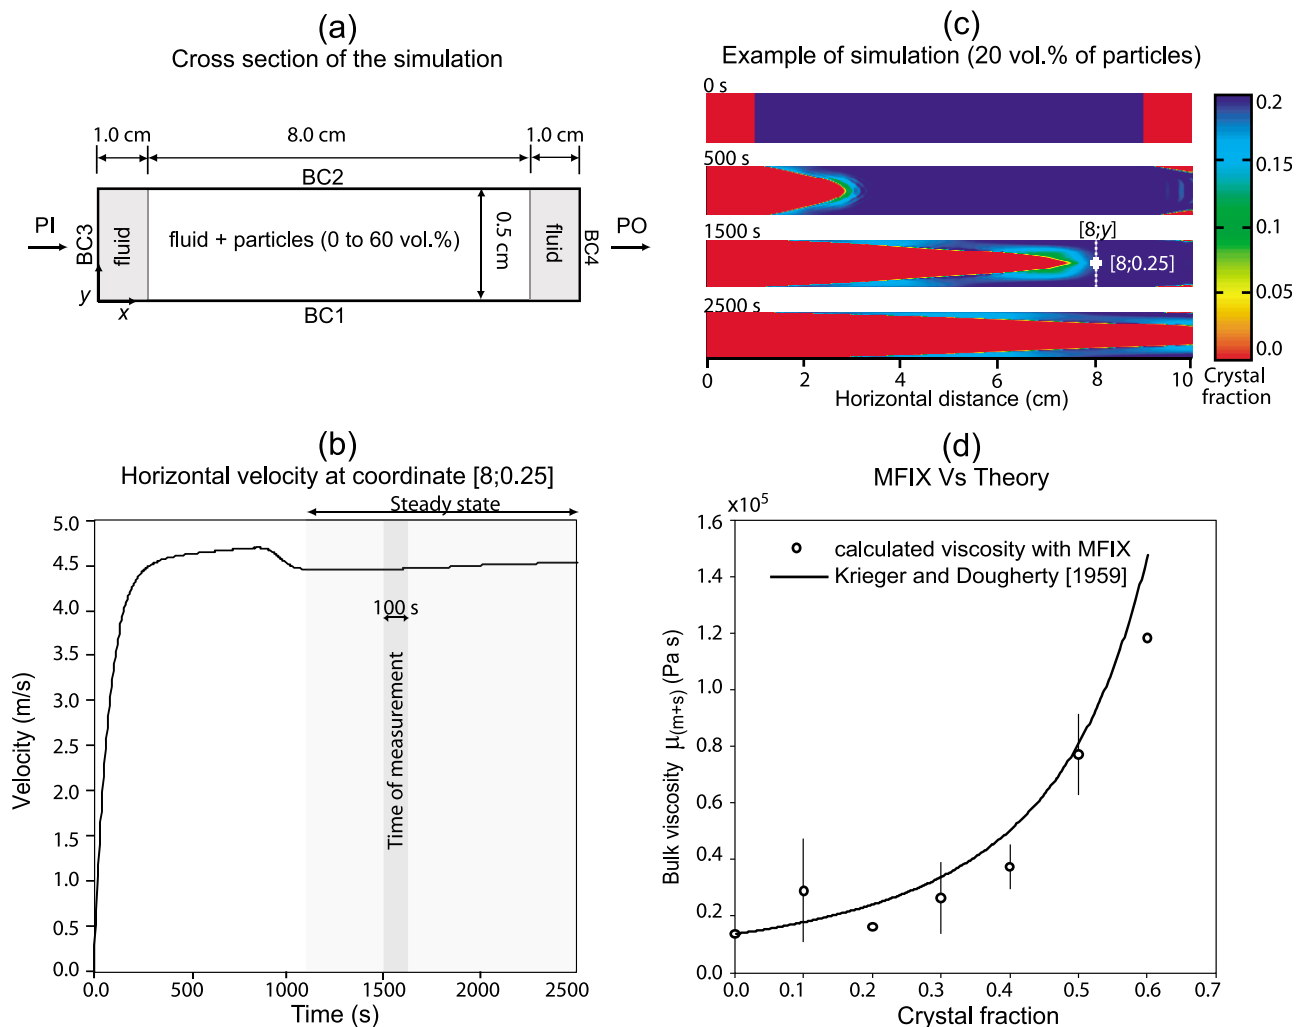 (a)
Cross section of the simulation
1.0 cm
8.0 cm
1.0 cm
BC2
PI
BC3
fluid
fluid + particles (0 to 60 vol.%)
0.5 cm
fluid
BC4
PO
y
x
BC1
(c)
Example of simulation (20 vol.% of particles)
0 s
500 s
1500 s
[8;y]
[8;0.25]
2500 s
0 2 4 6 8 10
Horizontal distance (cm)
0.2
0.15
0.1
0.05
0.0
Crystal
fraction
(b)
Horizontal velocity at coordinate [8;0.25]
Steady state
5.0
4.5
4.0
3.5
3.0
2.5
2.0
1.5
1.0
0.5
0.0
Velocity (m/s)
100 s
Time of measurement
0.0 500 1000 1500 2000 2500
Time (s)
(d)
MFIX Vs Theory
x10⁵
1.6
1.4
1.2
1.0
0.8
0.6
0.4
0.2
0.0
Bulk viscosity μ(m+s) (Pa s)
calculated viscosity with MFIX
Krieger and Dougherty [1959]
0.0 0.1 0.2 0.3 0.4 0.5 0.6 0.7
Crystal fraction